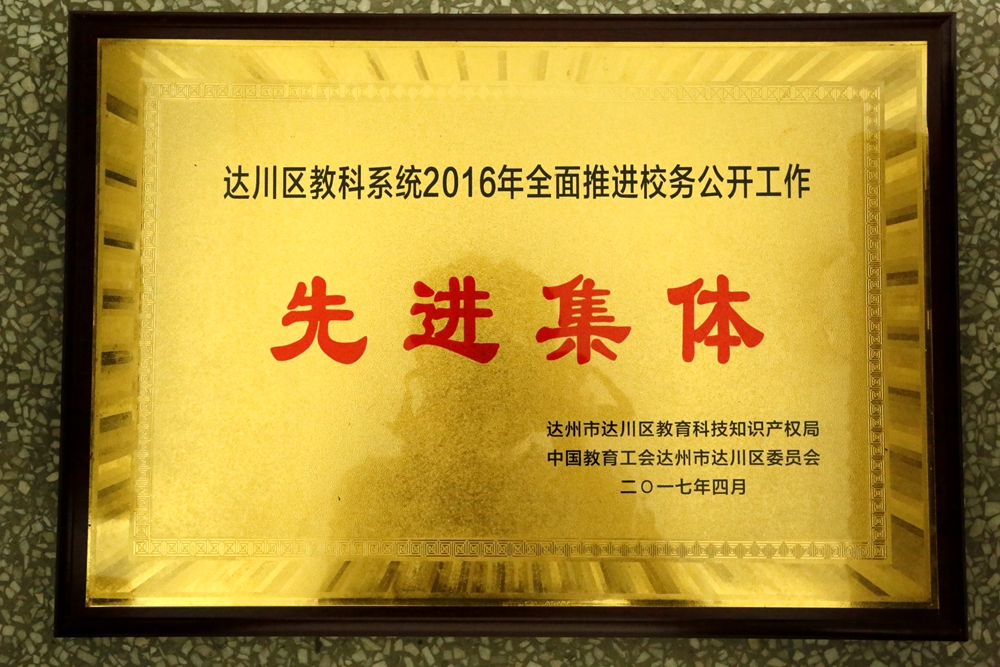 达川区教科系统2016年全面推进校务公开工作
先进集体
达州市达川区教育科技知识产权局
中国教育工会达州市达川区委员会
二〇一七年四月